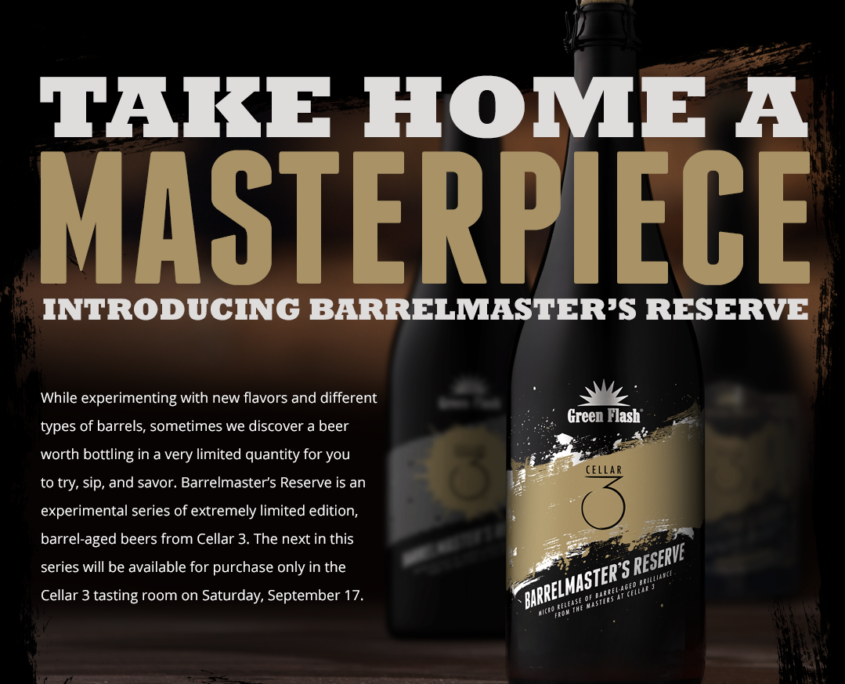 TAKE HOME A
MASTERPIECE
INTRODUCING BARRELMASTER'S RESERVE
While experimenting with new flavors and different
types of barrels, sometimes we discover a beer
worth bottling in a very limited quantity for you
to try, sip, and savor. Barrelmaster's Reserve is an
experimental series of extremely limited edition,
barrel-aged beers from Cellar 3. The next in this
series will be available for purchase only in the
Cellar 3 tasting room on Saturday, September 17.
Green Flash
CELLAR
3
BARRELMASTER'S RESERVE
MICRO RELEASE OF BARREL-AGED BRILLIANCE
FROM THE MASTERS AT CELLAR 3
Green Flash
3